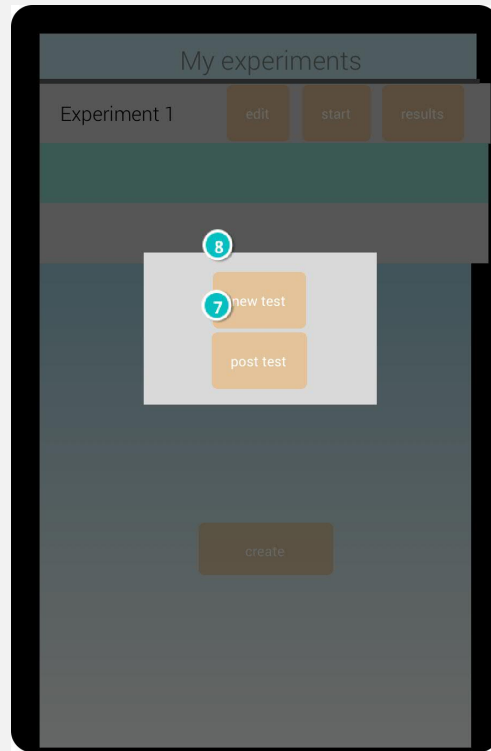 My experiments
Experiment 1 edit start results
8
7 new test
post test
create